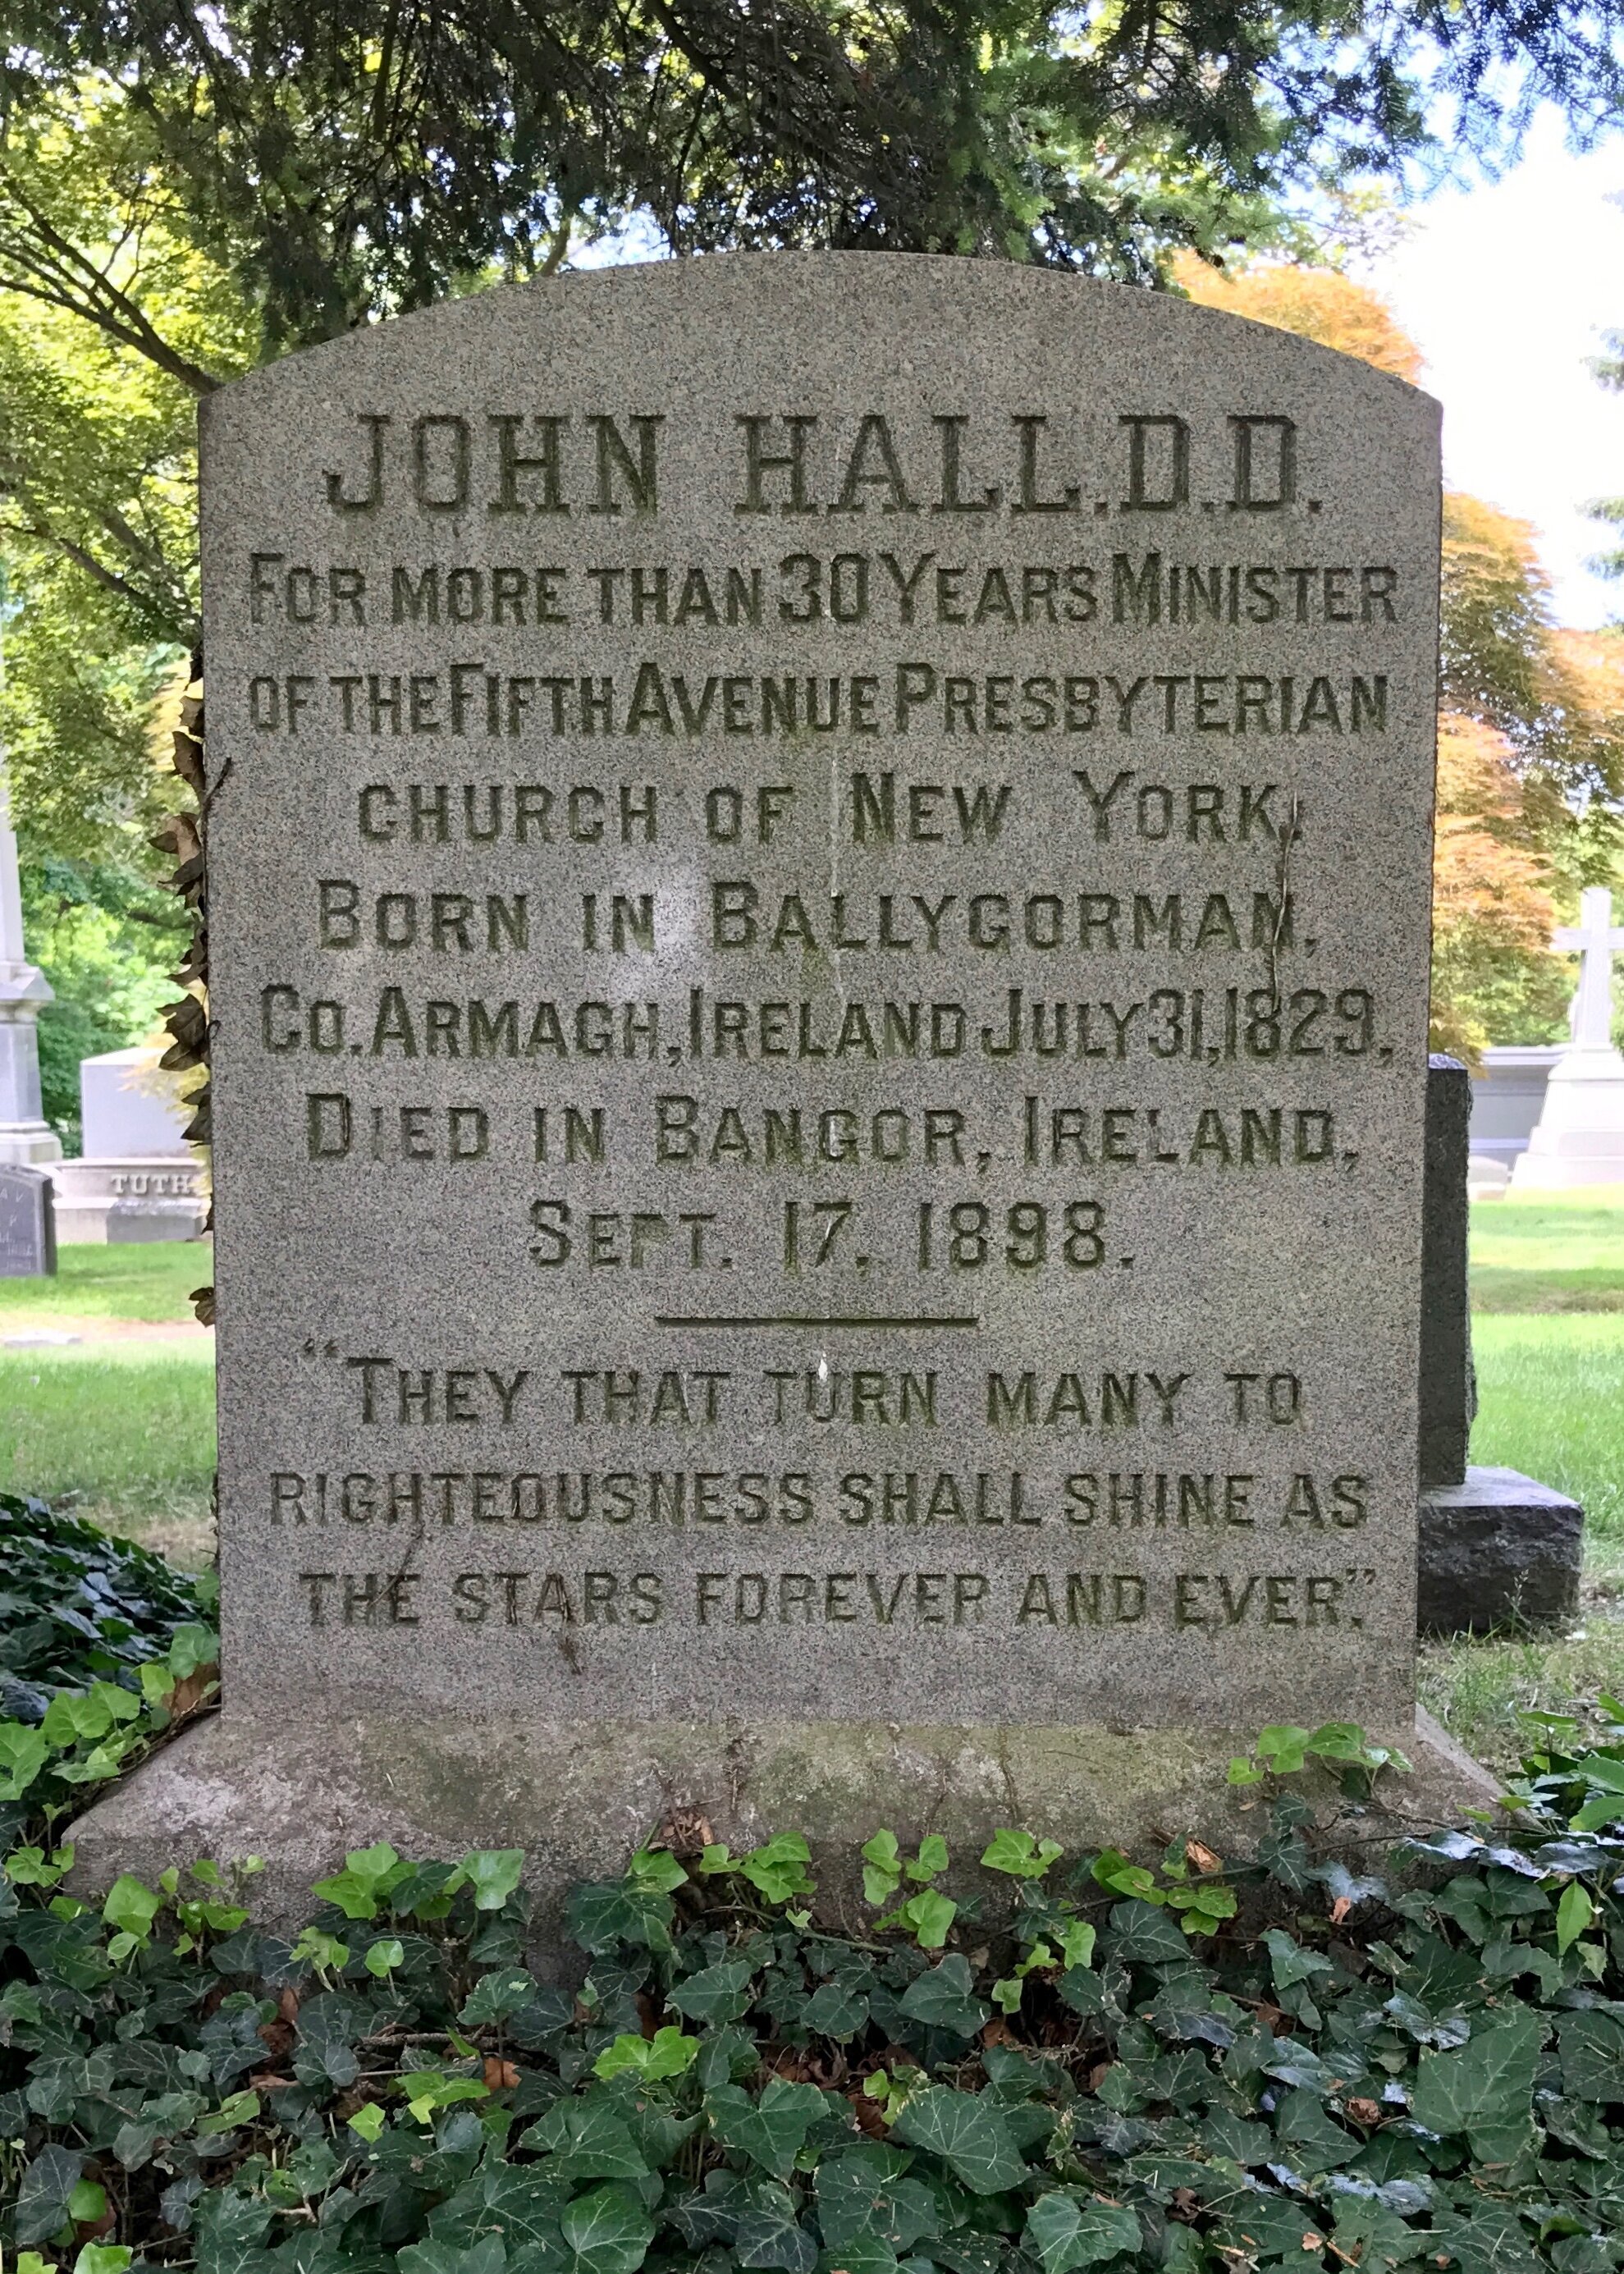 JOHN HALL. D.D.
FOR MORE THAN 30 YEARS MINISTER
OF THE FIFTH AVENUE PRESBYTERIAN
CHURCH OF NEW YORK.
BORN IN BALLYGORMAN,
CO. ARMAGH, IRELAND JULY 31, 1829,
DIED IN BANGOR, IRELAND,
SEPT. 17, 1898.
“THEY THAT TURN MANY TO
RIGHTEOUSNESS SHALL SHINE AS
THE STARS FOREVER AND EVER.”
TUTH